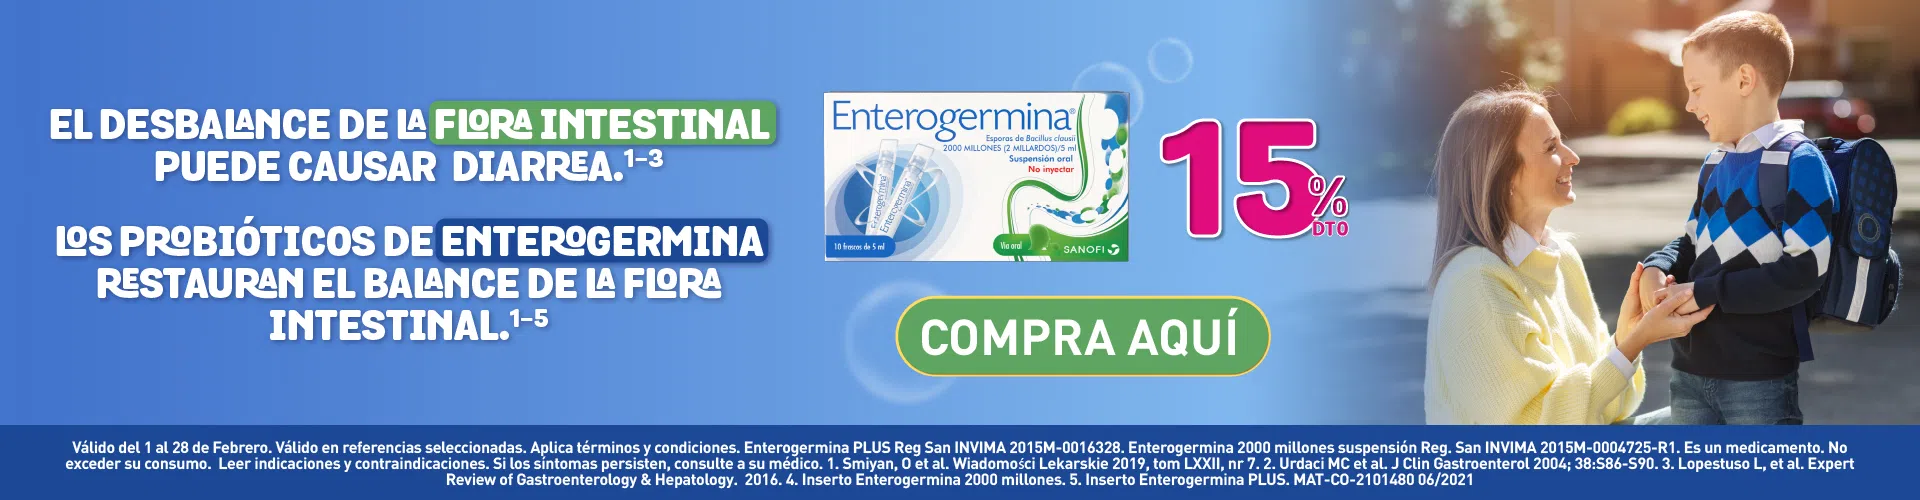 EL DESBALANCE DE LA FLORA INTESTINAL
PUEDE CAUSAR DIARREA.1-3
LOS PROBIÓTICOS DE ENTEROGERMINA
RESTAURAN EL BALANCE DE LA FLORA
INTESTINAL.1-5
Enterogermina®
Esporas de Bacillus clausii
2000 MILLONES (2 MILLARDOS)/5 ml
Suspensión oral
No inyectar
Enterogermina
Enterogermina
10 frascos de 5 ml
Vía oral
SANOFI
15%
DTO
COMPRA AQUÍ
Válido del 1 al 28 de Febrero. Válido en referencias seleccionadas. Aplica términos y condiciones. Enterogermina PLUS Reg San INVIMA 2015M-0016328. Enterogermina 2000 millones suspensión Reg. San INVIMA 2015M-0004725-R1. Es un medicamento. No
exceder su consumo. Leer indicaciones y contraindicaciones. Si los síntomas persisten, consulte a su médico. 1. Smiyan, O et al. Wiadomości Lekarskie 2019, tom LXXII, nr 7. 2. Urdaci MC et al. J Clin Gastroenterol 2004; 38:S86-S90. 3. Lopestuso L, et al. Expert
Review of Gastroenterology & Hepatology. 2016. 4. Inserto Enterogermina 2000 millones. 5. Inserto Enterogermina PLUS. MAT-CO-2101480 06/2021